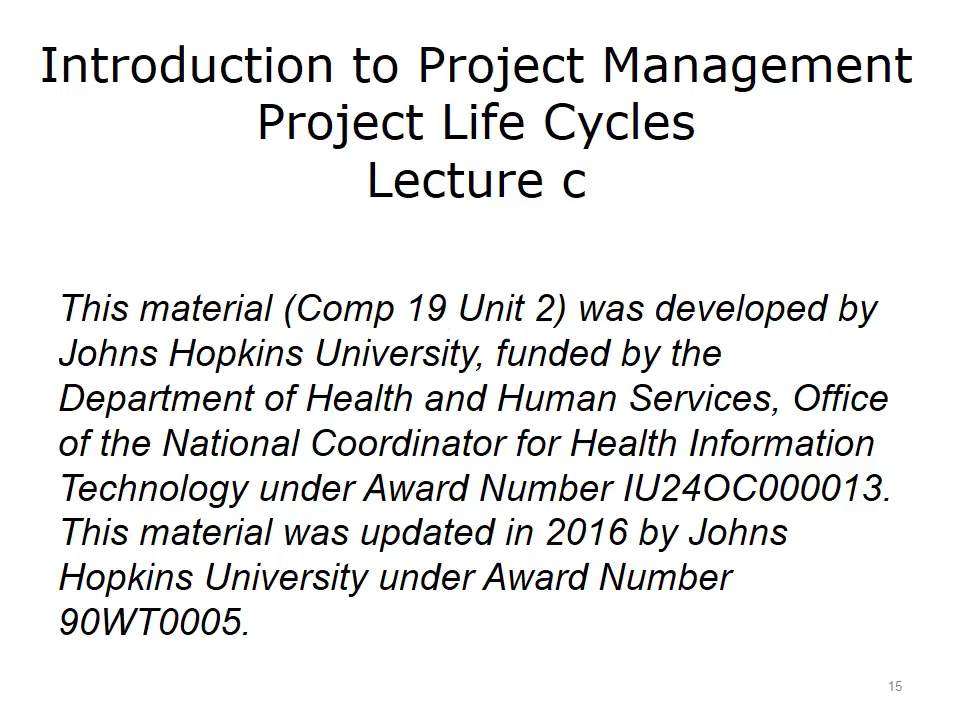 Introduction to Project Management
Project Life Cycles
Lecture c
This material (Comp 19 Unit 2) was developed by
Johns Hopkins University, funded by the
Department of Health and Human Services, Office
of the National Coordinator for Health Information
Technology under Award Number IU24OC000013.
This material was updated in 2016 by Johns
Hopkins University under Award Number
90WT0005.
15